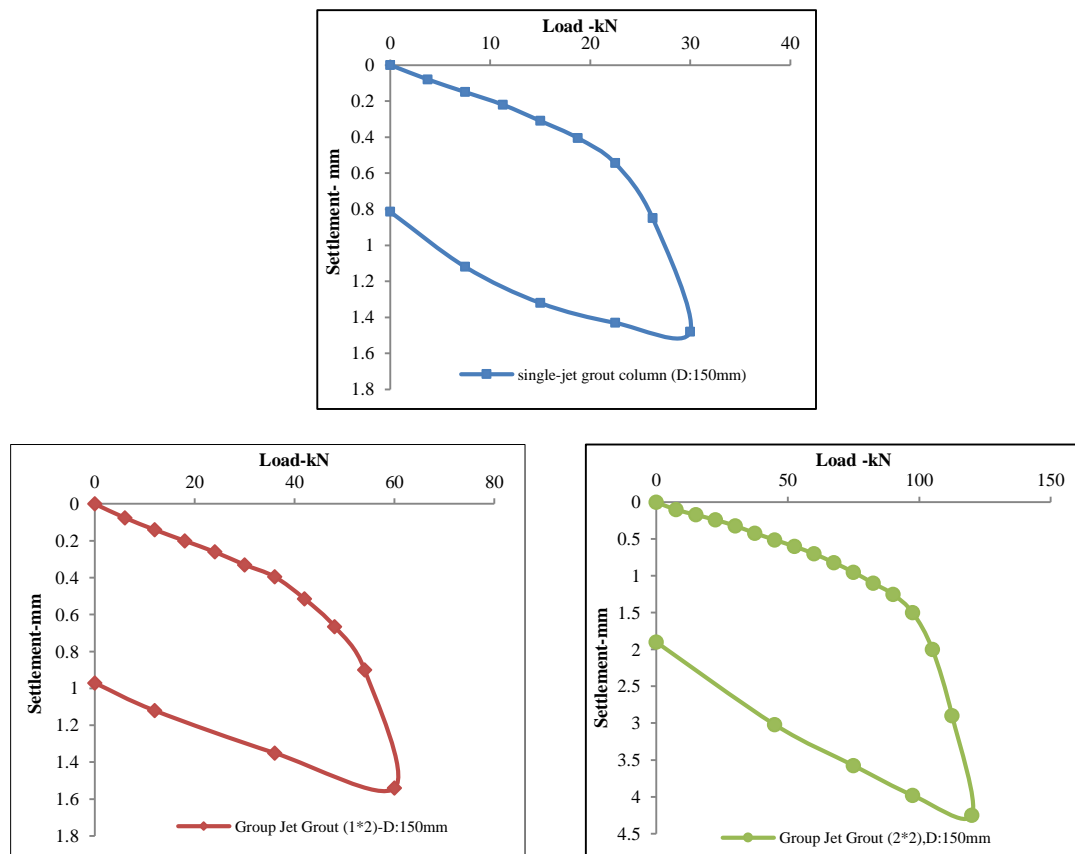 Load -kN
0 10 20 30 40
Settlement- mm
0
0.2
0.4
0.6
0.8
1
1.2
1.4
1.6
1.8
single-jet grout column (D:150mm)
Load-kN
0 20 40 60 80
Settlement-mm
0
0.2
0.4
0.6
0.8
1
1.2
1.4
1.6
1.8
Group Jet Grout (1*2)-D:150mm
Load -kN
0 50 100 150
Settlement-mm
0
0.5
1
1.5
2
2.5
3
3.5
4
4.5
Group Jet Grout (2*2),D:150mm